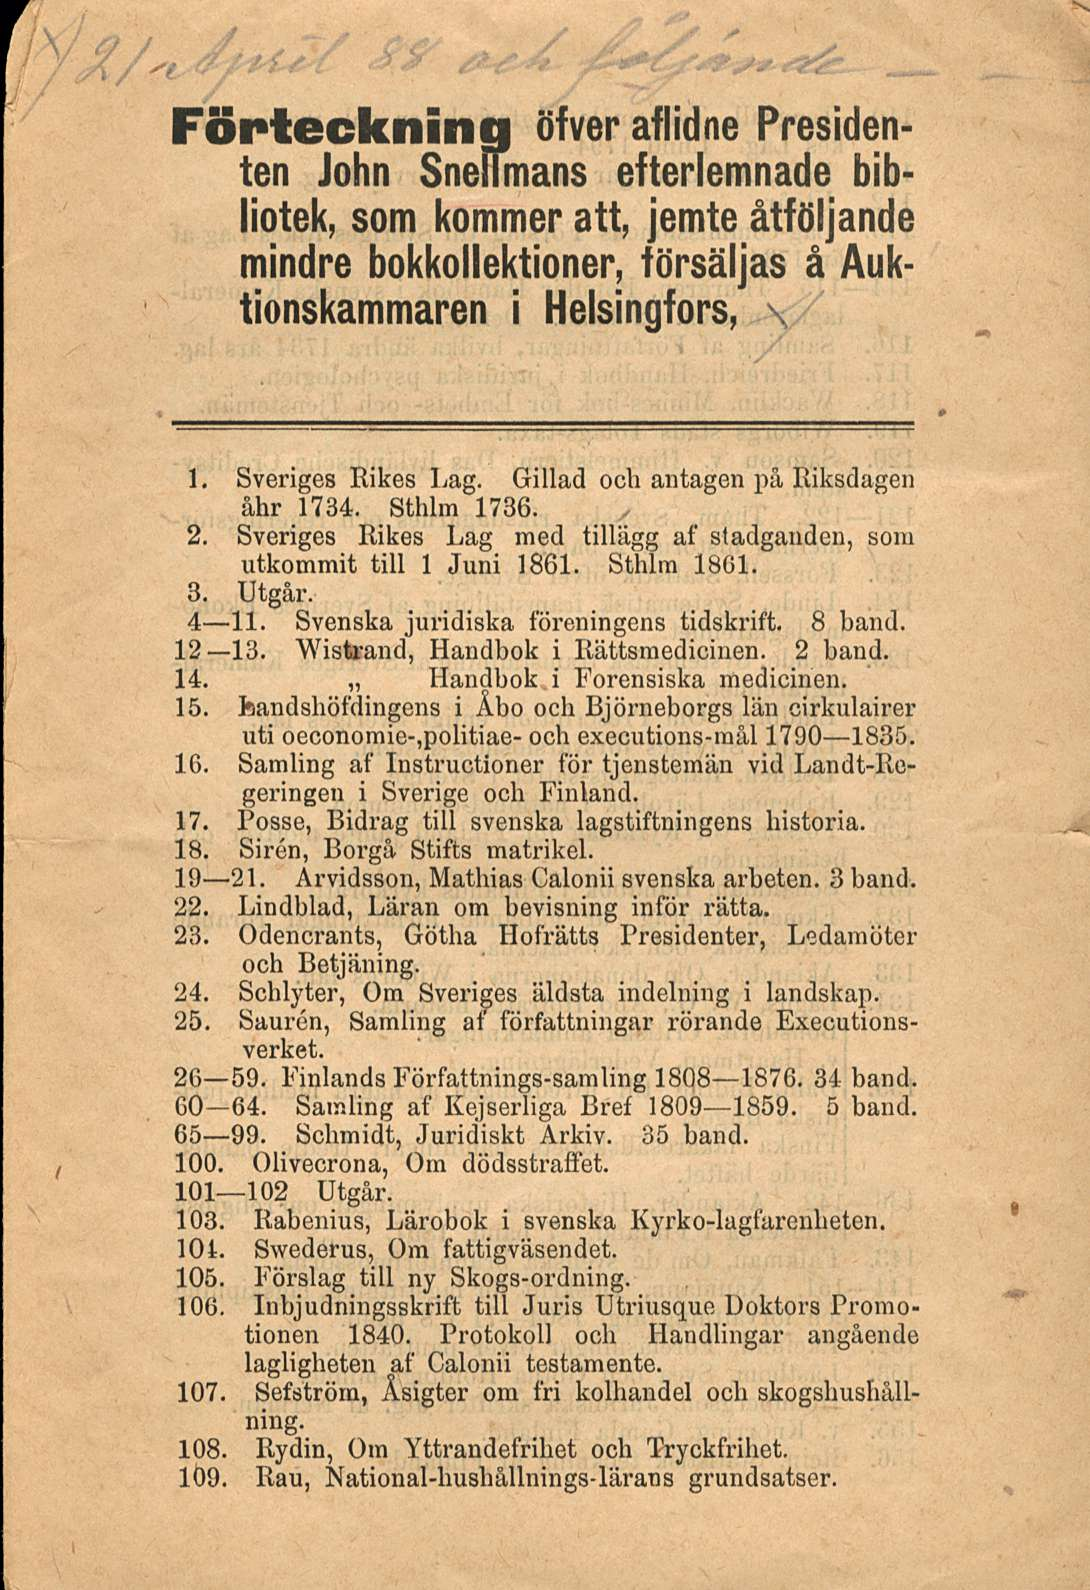 x) 21 April 88 och följande — —
Förteckning öfver aflidne Presiden-
ten John Snellmans efterlemnade bib-
liotek, som kommer att, jemte åtföljande
mindre bokkollektioner, försäljas å Auk-
tionskammaren i Helsingfors, x)
1. Sveriges Rikes Lag. Gillad och antagen på Riksdagen
åhr 1734. Sthlm 1736.
2. Sveriges Rikes Lag med tillägg af stadganden, som
utkommit till 1 Juni 1861. Sthlm 1861.
3. Utgår.
4—11. Svenska juridiska föreningens tidskrift. 8 band.
12—13. Wistrand, Handbok i Rättsmedicinen. 2 band.
14. „ Handbok i Forensiska medicinen.
15. Landshöfdingens i Åbo och Björneborgs län cirkulairer
uti oeconomie-,politiae- och executions-mål 1790—1835.
16. Samling af Instructioner för tjenstemän vid Landt-Re-
geringen i Sverige och Finland.
17. Posse, Bidrag till svenska lagstiftningens historia.
18. Sirén, Borgå Stifts matrikel.
19—21. Arvidsson, Mathias Calonii svenska arbeten. 3 band.
22. Lindblad, Läran om bevisning inför rätta.
23. Odencrants, Götha Hofrätts Presidenter, Ledamöter
och Betjäning.
24. Schlyter, Om Sveriges äldsta indelning i landskap.
25. Saurén, Samling af författningar rörande Executions-
verket.
26—59. Finlands Författnings-samling 1808—1876. 34 band.
60—64. Samling af Kejserliga Bref 1809—1859. 5 band.
65—99. Schmidt, Juridiskt Arkiv. 35 band.
100. Olivecrona, Om dödsstraffet.
101—102 Utgår.
103. Rabenius, Lärobok i svenska Kyrko-lagfarenheten.
104. Swederus, Om fattigväsendet.
105. Förslag till ny Skogs-ordning.
106. Inbjudningsskrift till Juris Utriusque Doktors Promo-
tionen 1840. Protokoll och Handlingar angående
lagligheten af Calonii testamente.
107. Sefström, Åsigter om fri kolhandel och skogshushåll-
ning.
108. Rydin, Om Yttrandefrihet och Tryckfrihet.
109. Rau, National-hushållnings-lärans grundsatser.